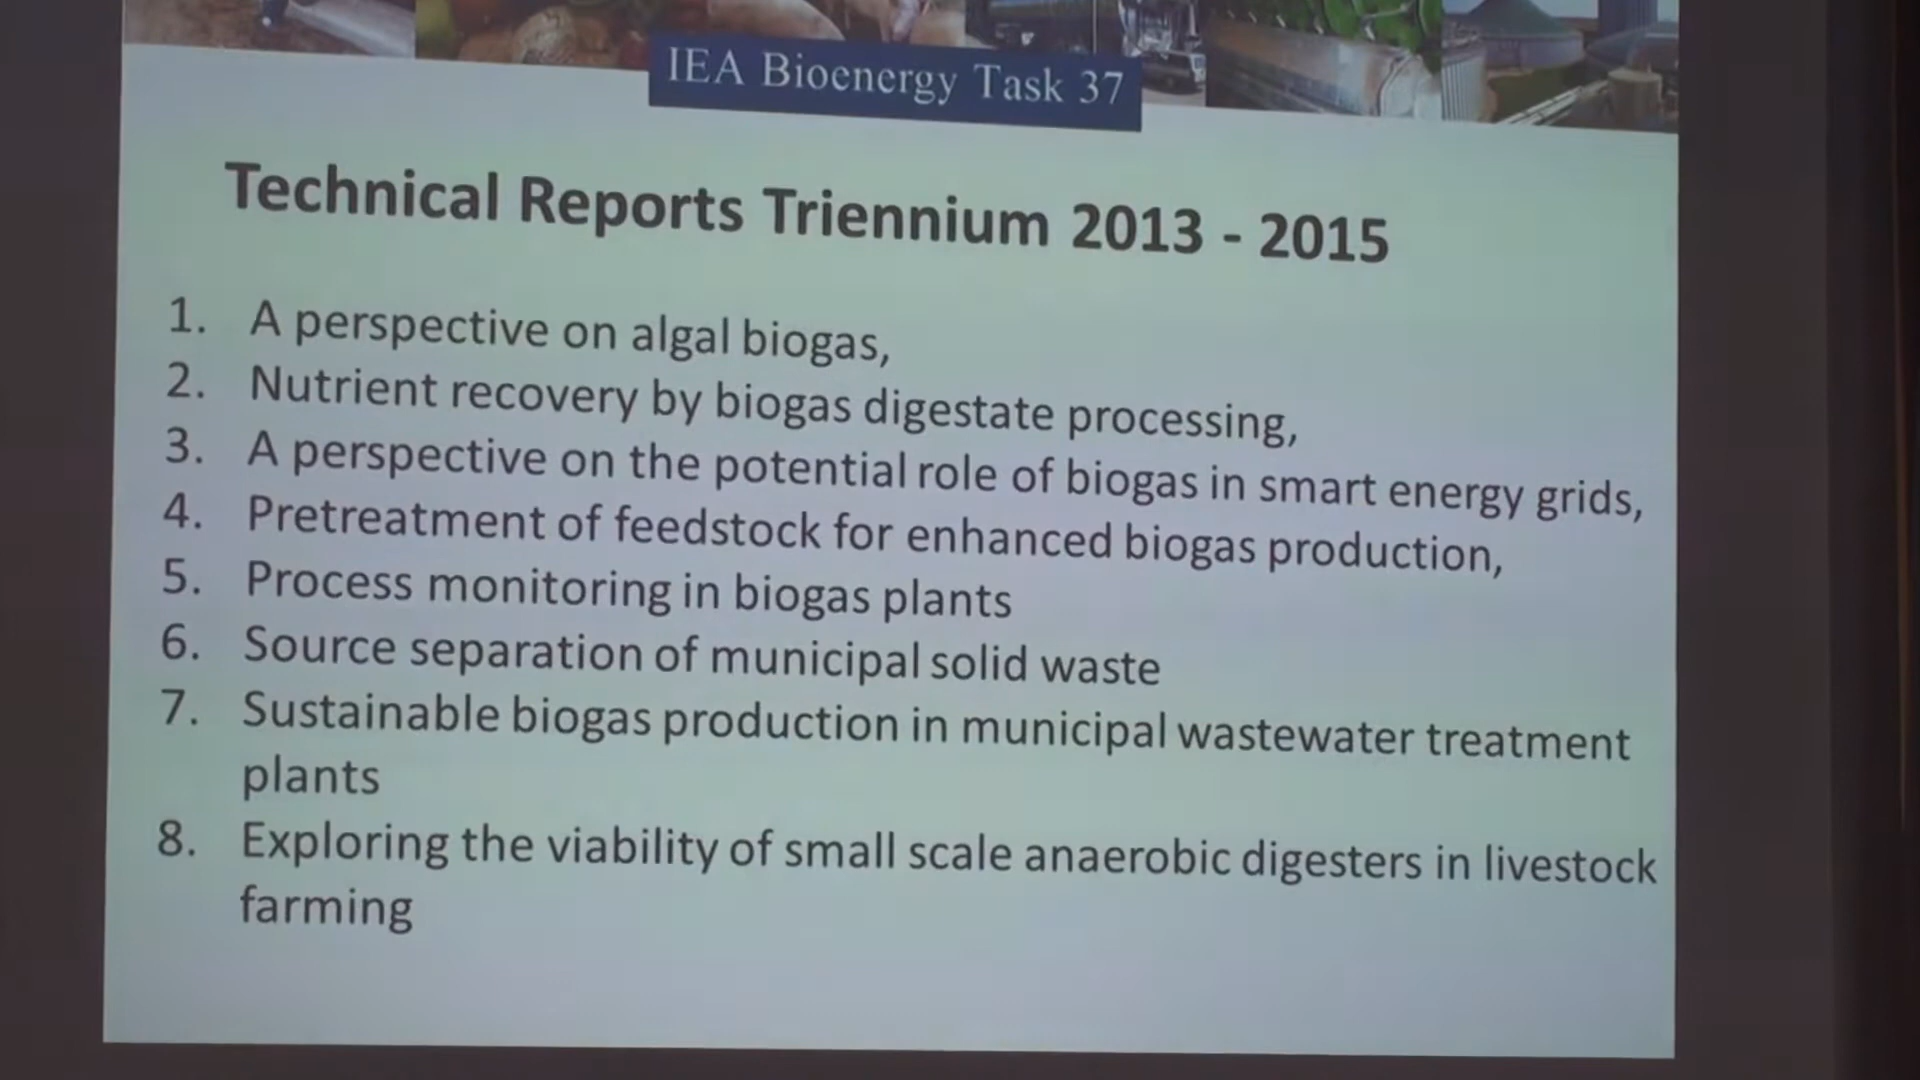 IEA Bioenergy Task 37
Technical Reports Triennium 2013 - 2015
1. A perspective on algal biogas,
2. Nutrient recovery by biogas digestate processing,
3. A perspective on the potential role of biogas in smart energy grids,
4. Pretreatment of feedstock for enhanced biogas production,
5. Process monitoring in biogas plants
6. Source separation of municipal solid waste
7. Sustainable biogas production in municipal wastewater treatment
plants
8. Exploring the viability of small scale anaerobic digesters in livestock
farming